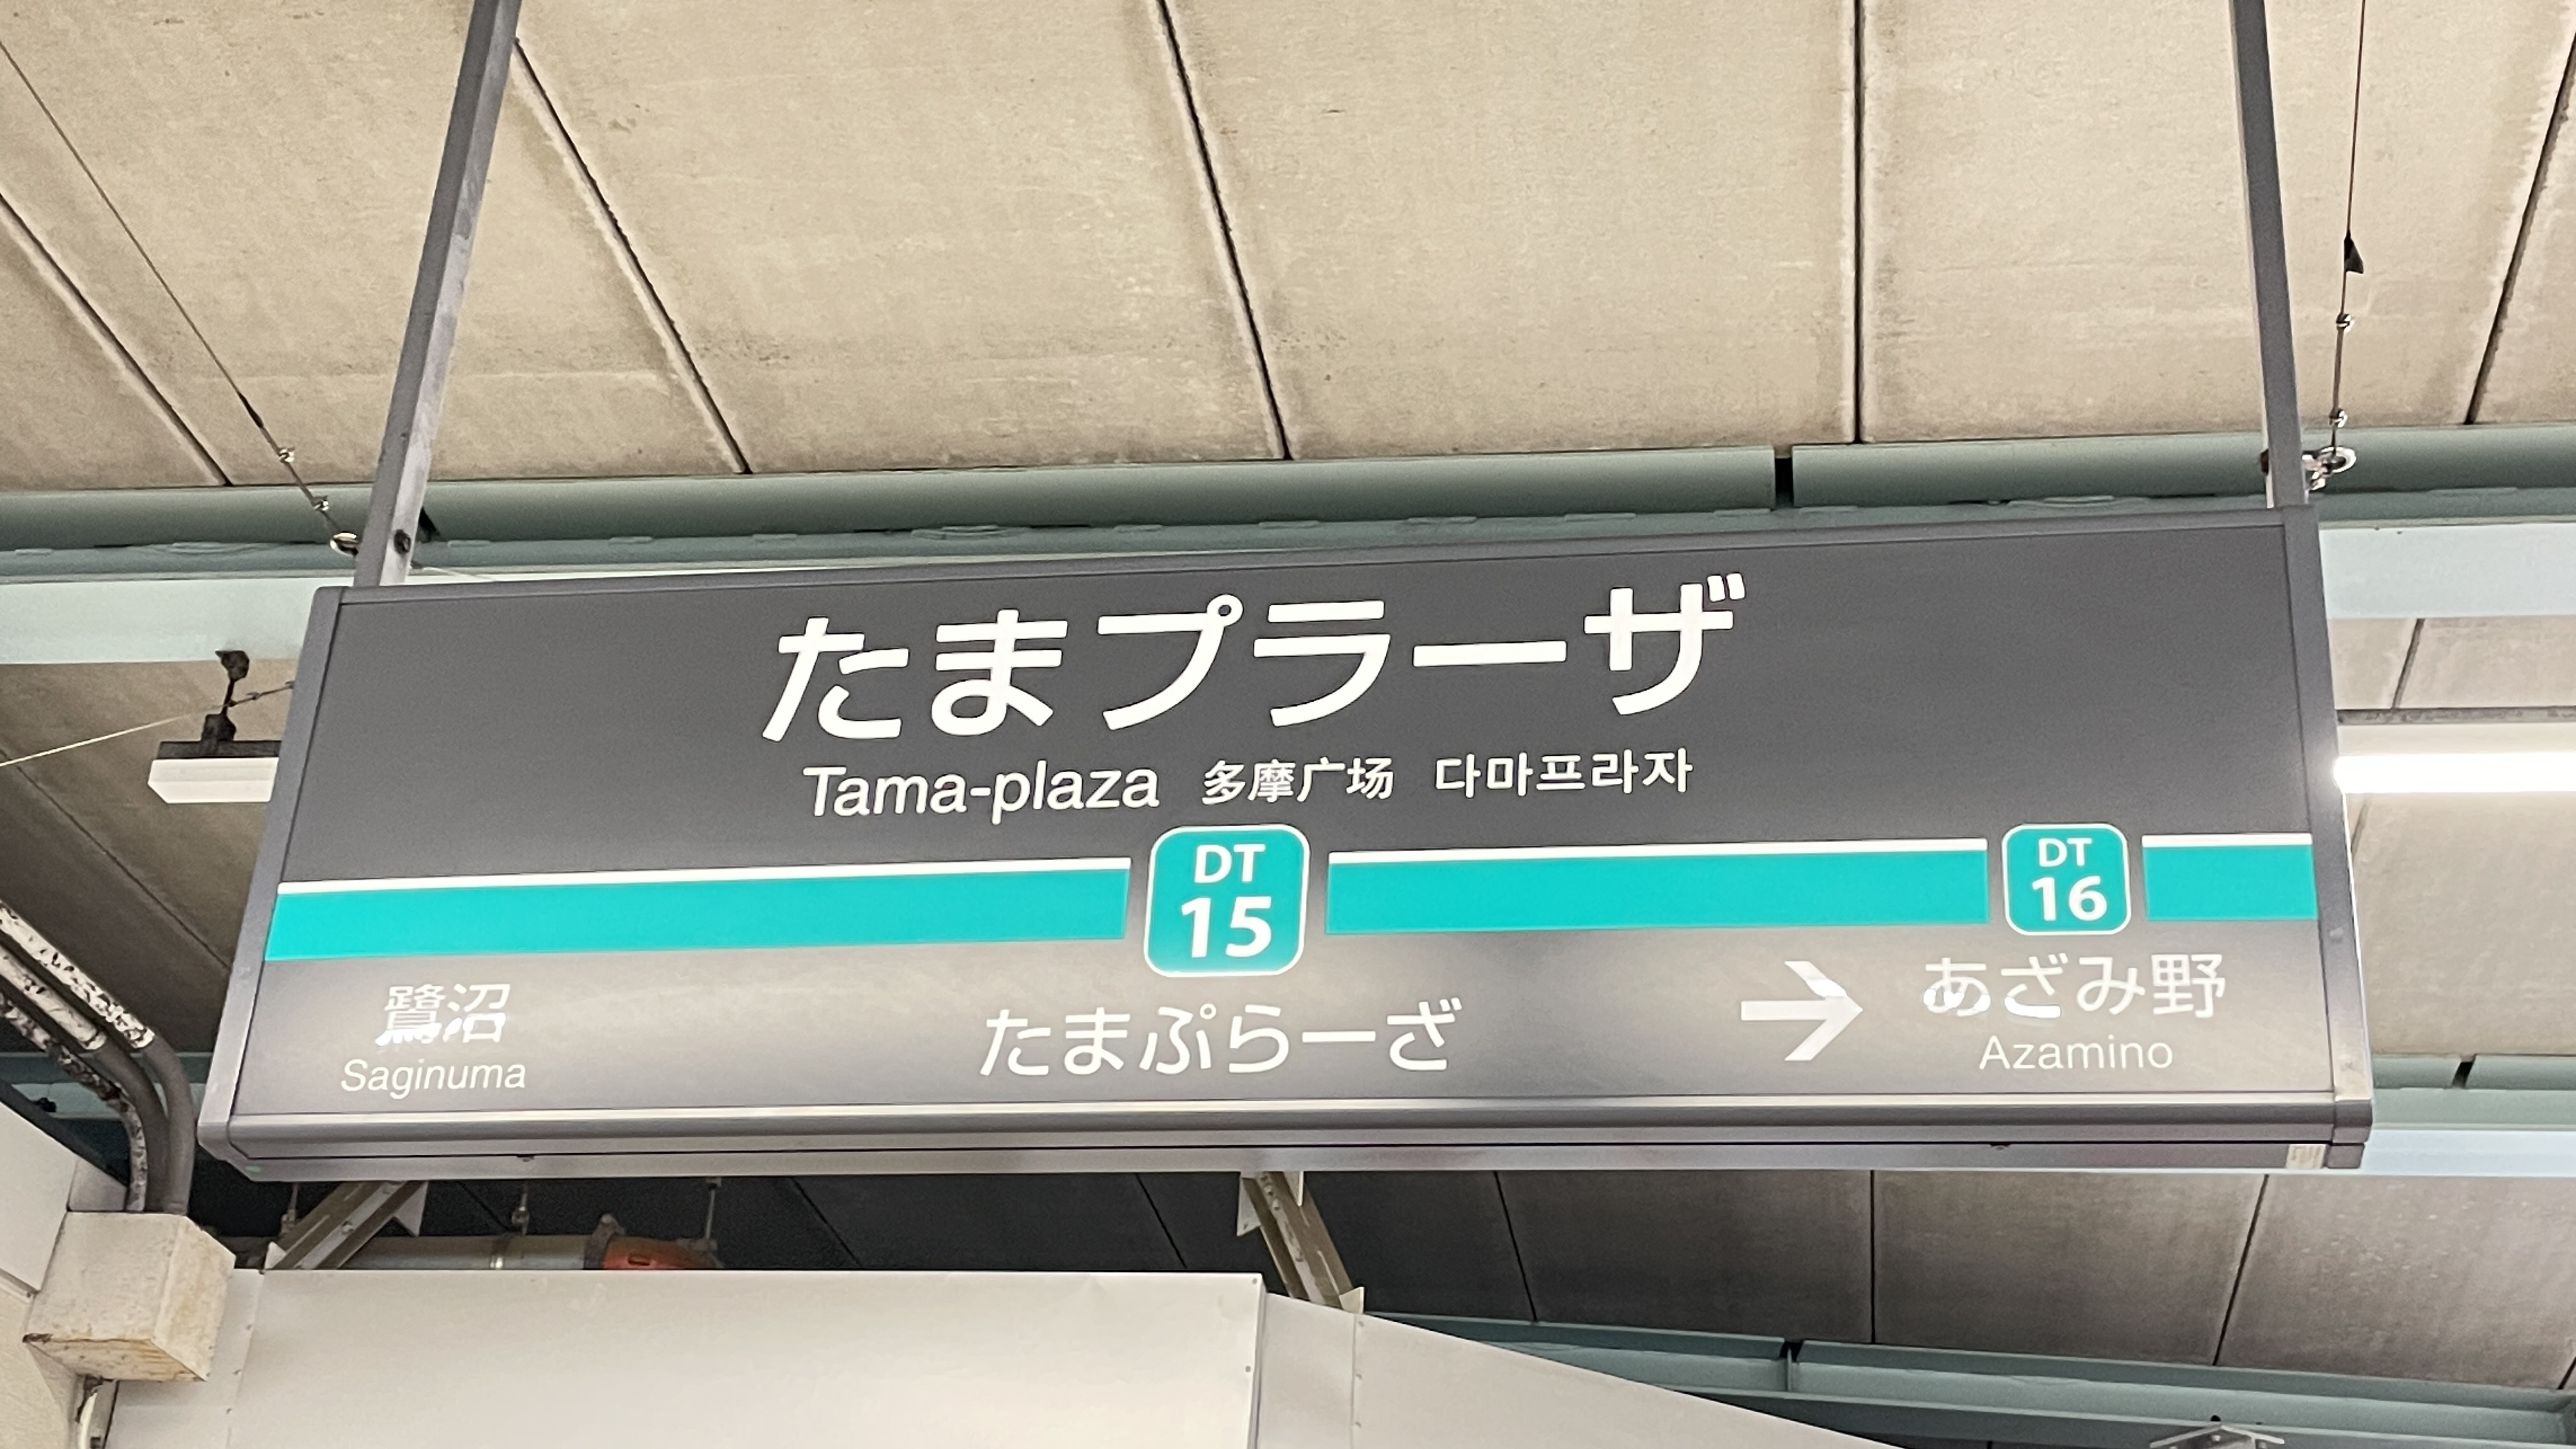 たまプラーザ
Tama-plaza 多摩广场 다마프라자
DT 15
DT 16
鷺沼
Saginuma
たまぷらーざ
→ あざみ野
Azamino